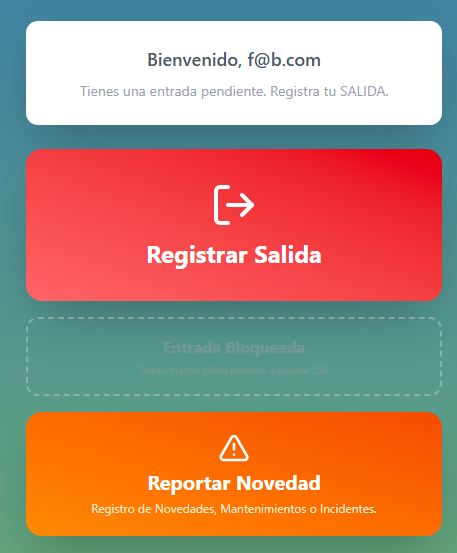 Bienvenido, f@b.com
Tienes una entrada pendiente. Registra tu SALIDA.
Registrar Salida
Entrada Bloqueada
Debes marcar salida primero o esperar 20h
Reportar Novedad
Registro de Novedades, Mantenimientos o Incidentes.